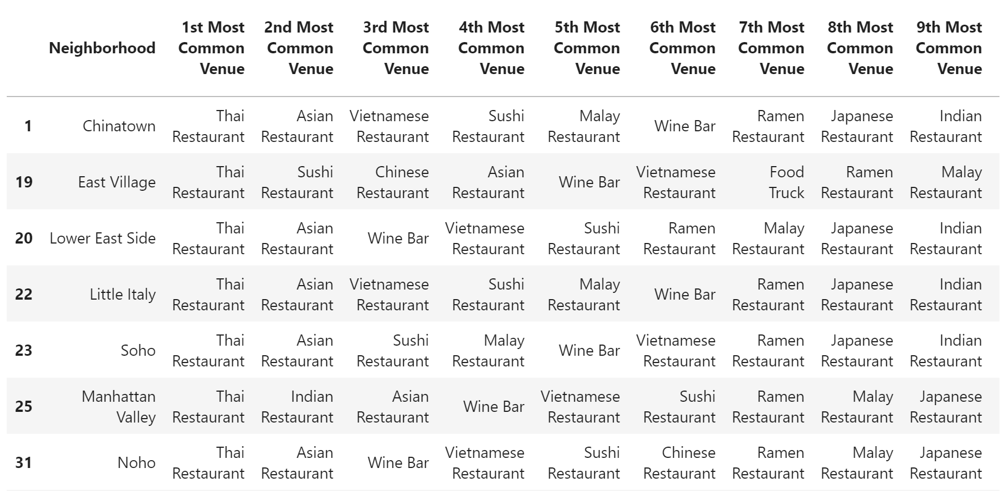 Neighborhood 1st Most Common Venue 2nd Most Common Venue 3rd Most Common Venue 4th Most Common Venue 5th Most Common Venue 6th Most Common Venue 7th Most Common Venue 8th Most Common Venue 9th Most Common Venue
1 Chinatown Thai Restaurant Asian Restaurant Vietnamese Restaurant Sushi Restaurant Malay Restaurant Wine Bar Ramen Restaurant Japanese Restaurant Indian Restaurant
19 East Village Thai Restaurant Sushi Restaurant Chinese Restaurant Asian Restaurant Wine Bar Vietnamese Restaurant Food Truck Ramen Restaurant Malay Restaurant
20 Lower East Side Thai Restaurant Asian Restaurant Wine Bar Vietnamese Restaurant Sushi Restaurant Ramen Restaurant Malay Restaurant Japanese Restaurant Indian Restaurant
22 Little Italy Thai Restaurant Asian Restaurant Vietnamese Restaurant Sushi Restaurant Malay Restaurant Wine Bar Ramen Restaurant Japanese Restaurant Indian Restaurant
23 Soho Thai Restaurant Asian Restaurant Sushi Restaurant Malay Restaurant Wine Bar Vietnamese Restaurant Ramen Restaurant Japanese Restaurant Indian Restaurant
25 Manhattan Valley Thai Restaurant Indian Restaurant Asian Restaurant Wine Bar Vietnamese Restaurant Sushi Restaurant Ramen Restaurant Malay Restaurant Japanese Restaurant
31 Noho Thai Restaurant Asian Restaurant Wine Bar Vietnamese Restaurant Sushi Restaurant Chinese Restaurant Ramen Restaurant Malay Restaurant Japanese Restaurant